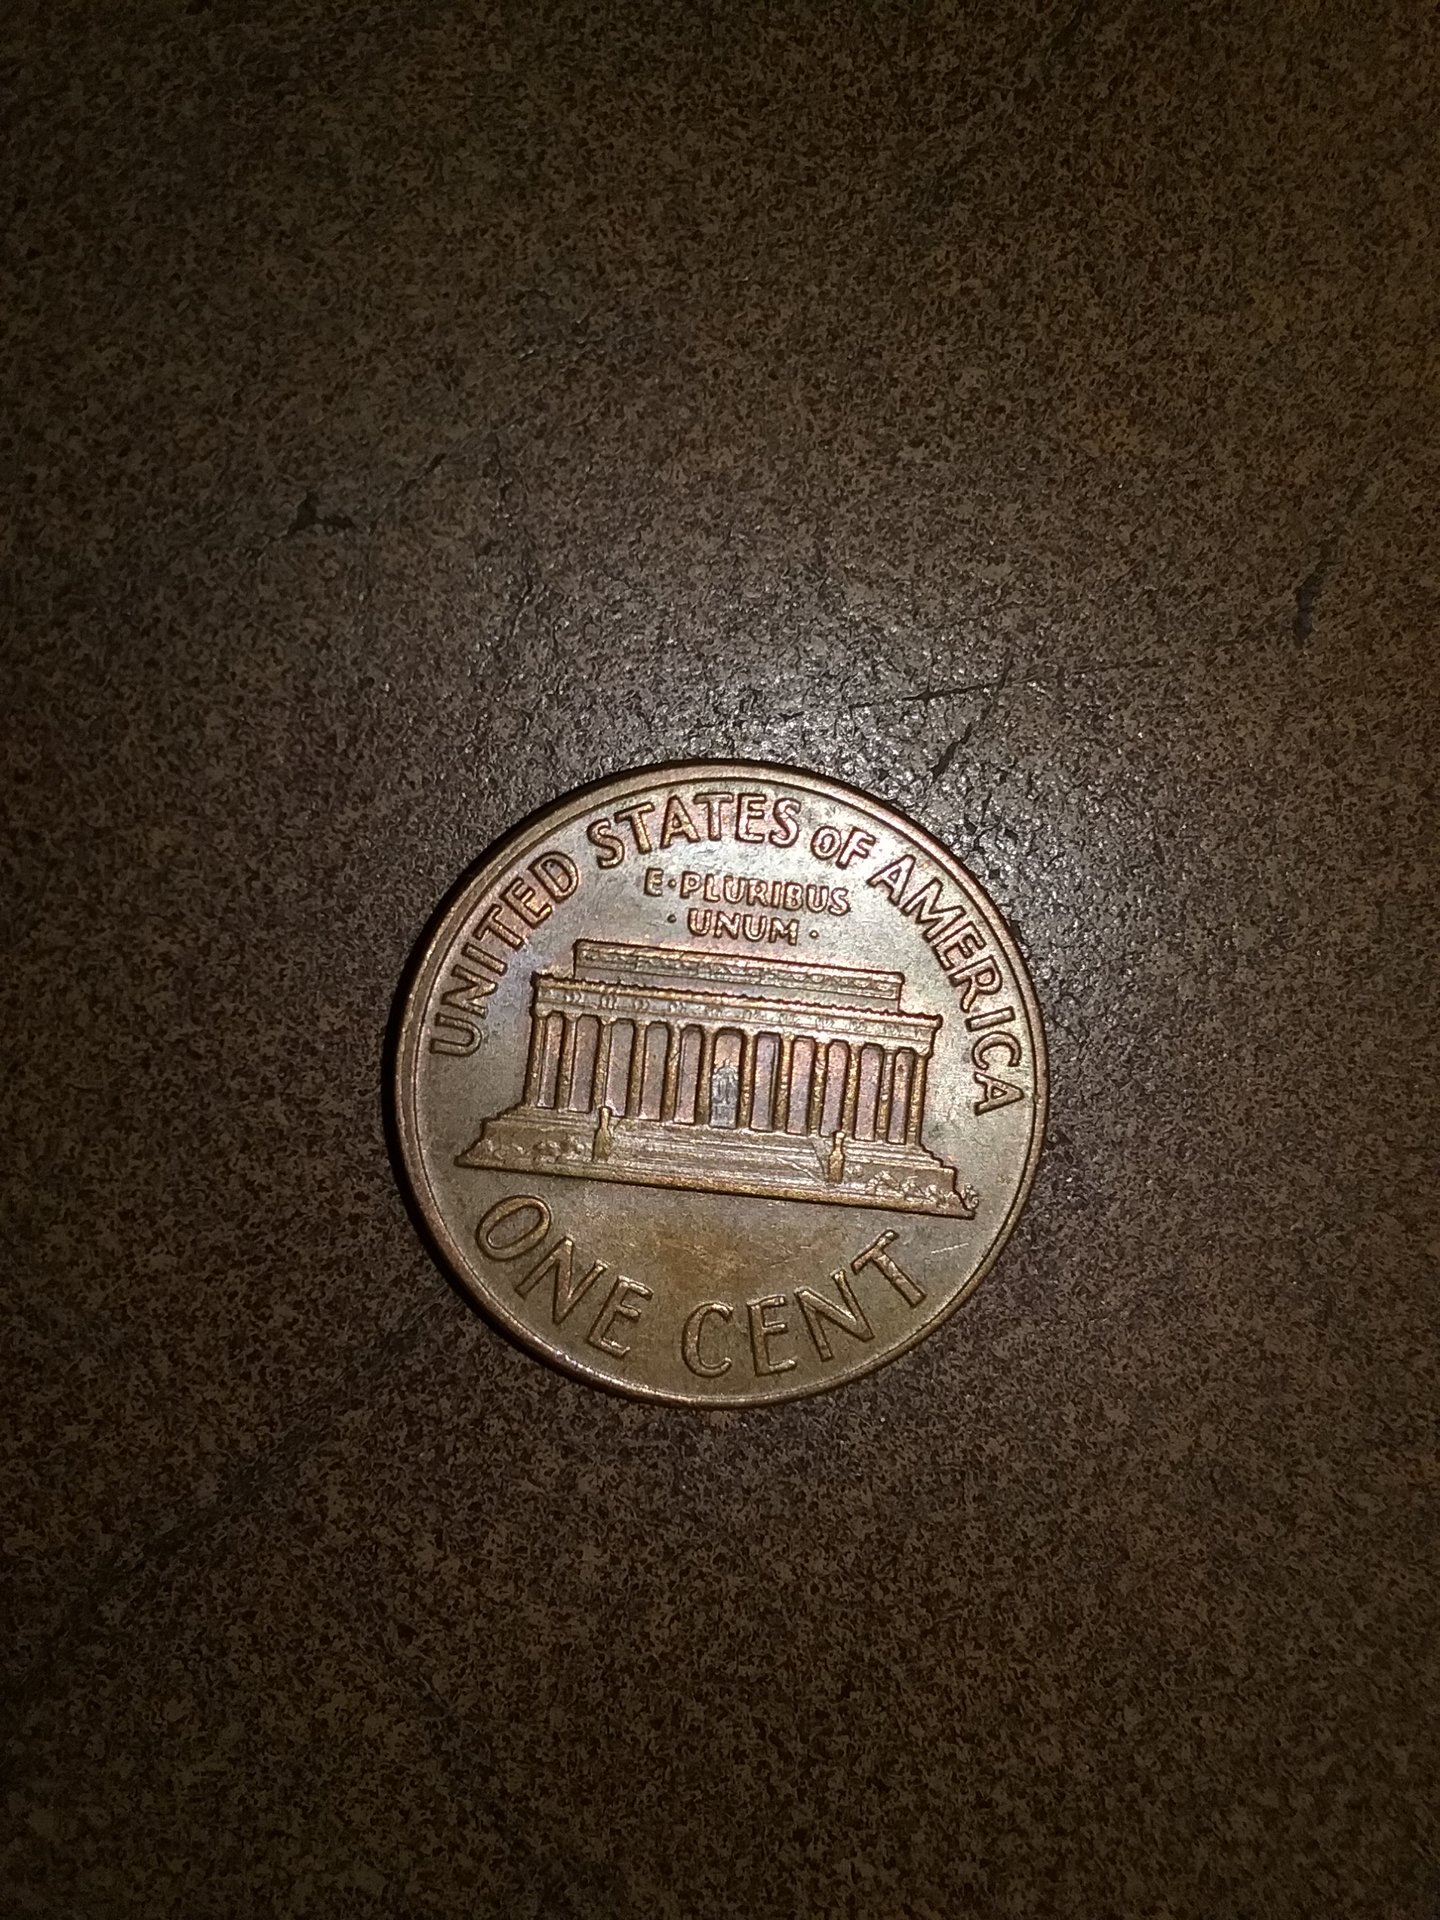 UNITED STATES OF AMERICA
E·PLURIBUS
·UNUM·
ONE CENT